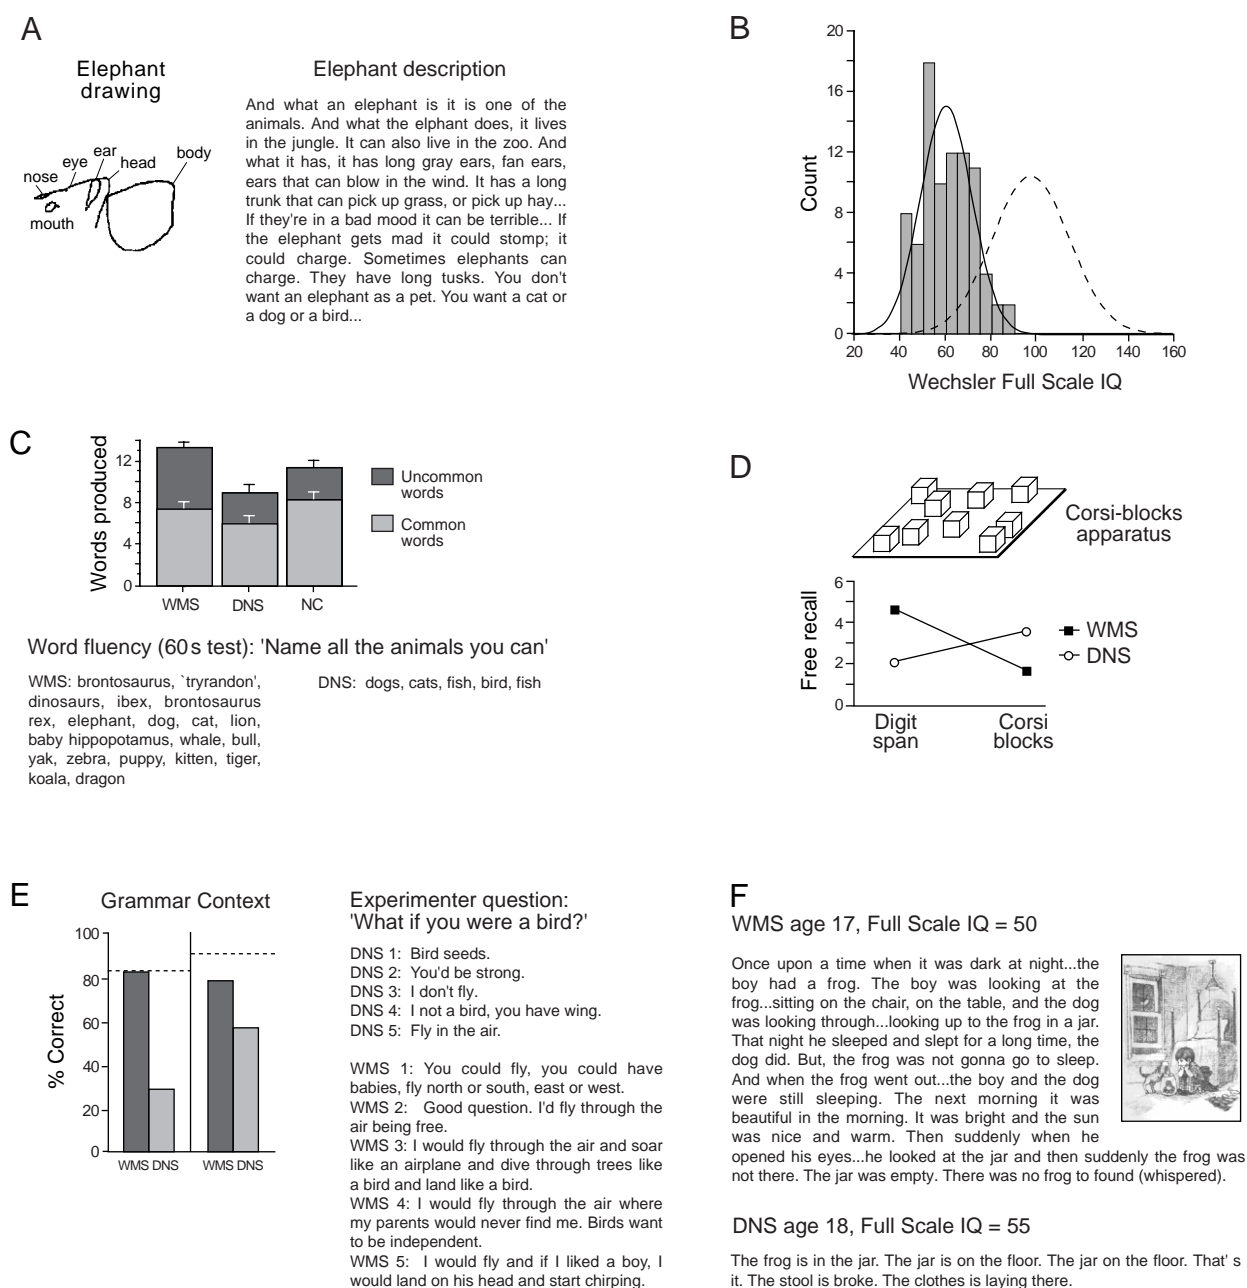 A
Elephant
drawing
nose
eye
ear
head
body
mouth
Elephant description
And what an elephant is it is one of the
animals. And what the elphant does, it lives
in the jungle. It can also live in the zoo. And
what it has, it has long gray ears, fan ears,
ears that can blow in the wind. It has a long
trunk that can pick up grass, or pick up hay...
If they're in a bad mood it can be terrible... If
the elephant gets mad it could stomp; it
could charge. Sometimes elephants can
charge. They have long tusks. You don't
want an elephant as a pet. You want a cat or
a dog or a bird...
B
20
16
12
8
4
0
Count
20 40 60 80 100 120 140 160
Wechsler Full Scale IQ
C
Words produced
12
8
4
0
WMS DNS NC
Uncommon
words
Common
words
Word fluency (60s test): 'Name all the animals you can'
WMS: brontosaurus, `tryrandon',
dinosaurs, ibex, brontosaurus
rex, elephant, dog, cat, lion,
baby hippopotamus, whale, bull,
yak, zebra, puppy, kitten, tiger,
koala, dragon
DNS: dogs, cats, fish, bird, fish
D
Corsi-blocks
apparatus
Free recall
6
4
2
0
Digit
span
Corsi
blocks
WMS
DNS
E
Grammar Context
% Correct
100
80
60
40
20
0
WMS DNS WMS DNS
Experimenter question:
'What if you were a bird?'
DNS 1: Bird seeds.
DNS 2: You'd be strong.
DNS 3: I don't fly.
DNS 4: I not a bird, you have wing.
DNS 5: Fly in the air.
WMS 1: You could fly, you could have
babies, fly north or south, east or west.
WMS 2: Good question. I'd fly through the
air being free.
WMS 3: I would fly through the air and soar
like an airplane and dive through trees like
a bird and land like a bird.
WMS 4: I would fly through the air where
my parents would never find me. Birds want
to be independent.
WMS 5: I would fly and if I liked a boy, I
would land on his head and start chirping.
F
WMS age 17, Full Scale IQ = 50
Once upon a time when it was dark at night...the
boy had a frog. The boy was looking at the
frog...sitting on the chair, on the table, and the dog
was looking through...looking up to the frog in a jar.
That night he sleeped and slept for a long time, the
dog did. But, the frog was not gonna go to sleep.
And when the frog went out...the boy and the dog
were still sleeping. The next morning it was
beautiful in the morning. It was bright and the sun
was nice and warm. Then suddenly when he
opened his eyes...he looked at the jar and then suddenly the frog was
not there. The jar was empty. There was no frog to found (whispered).
DNS age 18, Full Scale IQ = 55
The frog is in the jar. The jar is on the floor. The jar on the floor. That' s
it. The stool is broke. The clothes is laying there.